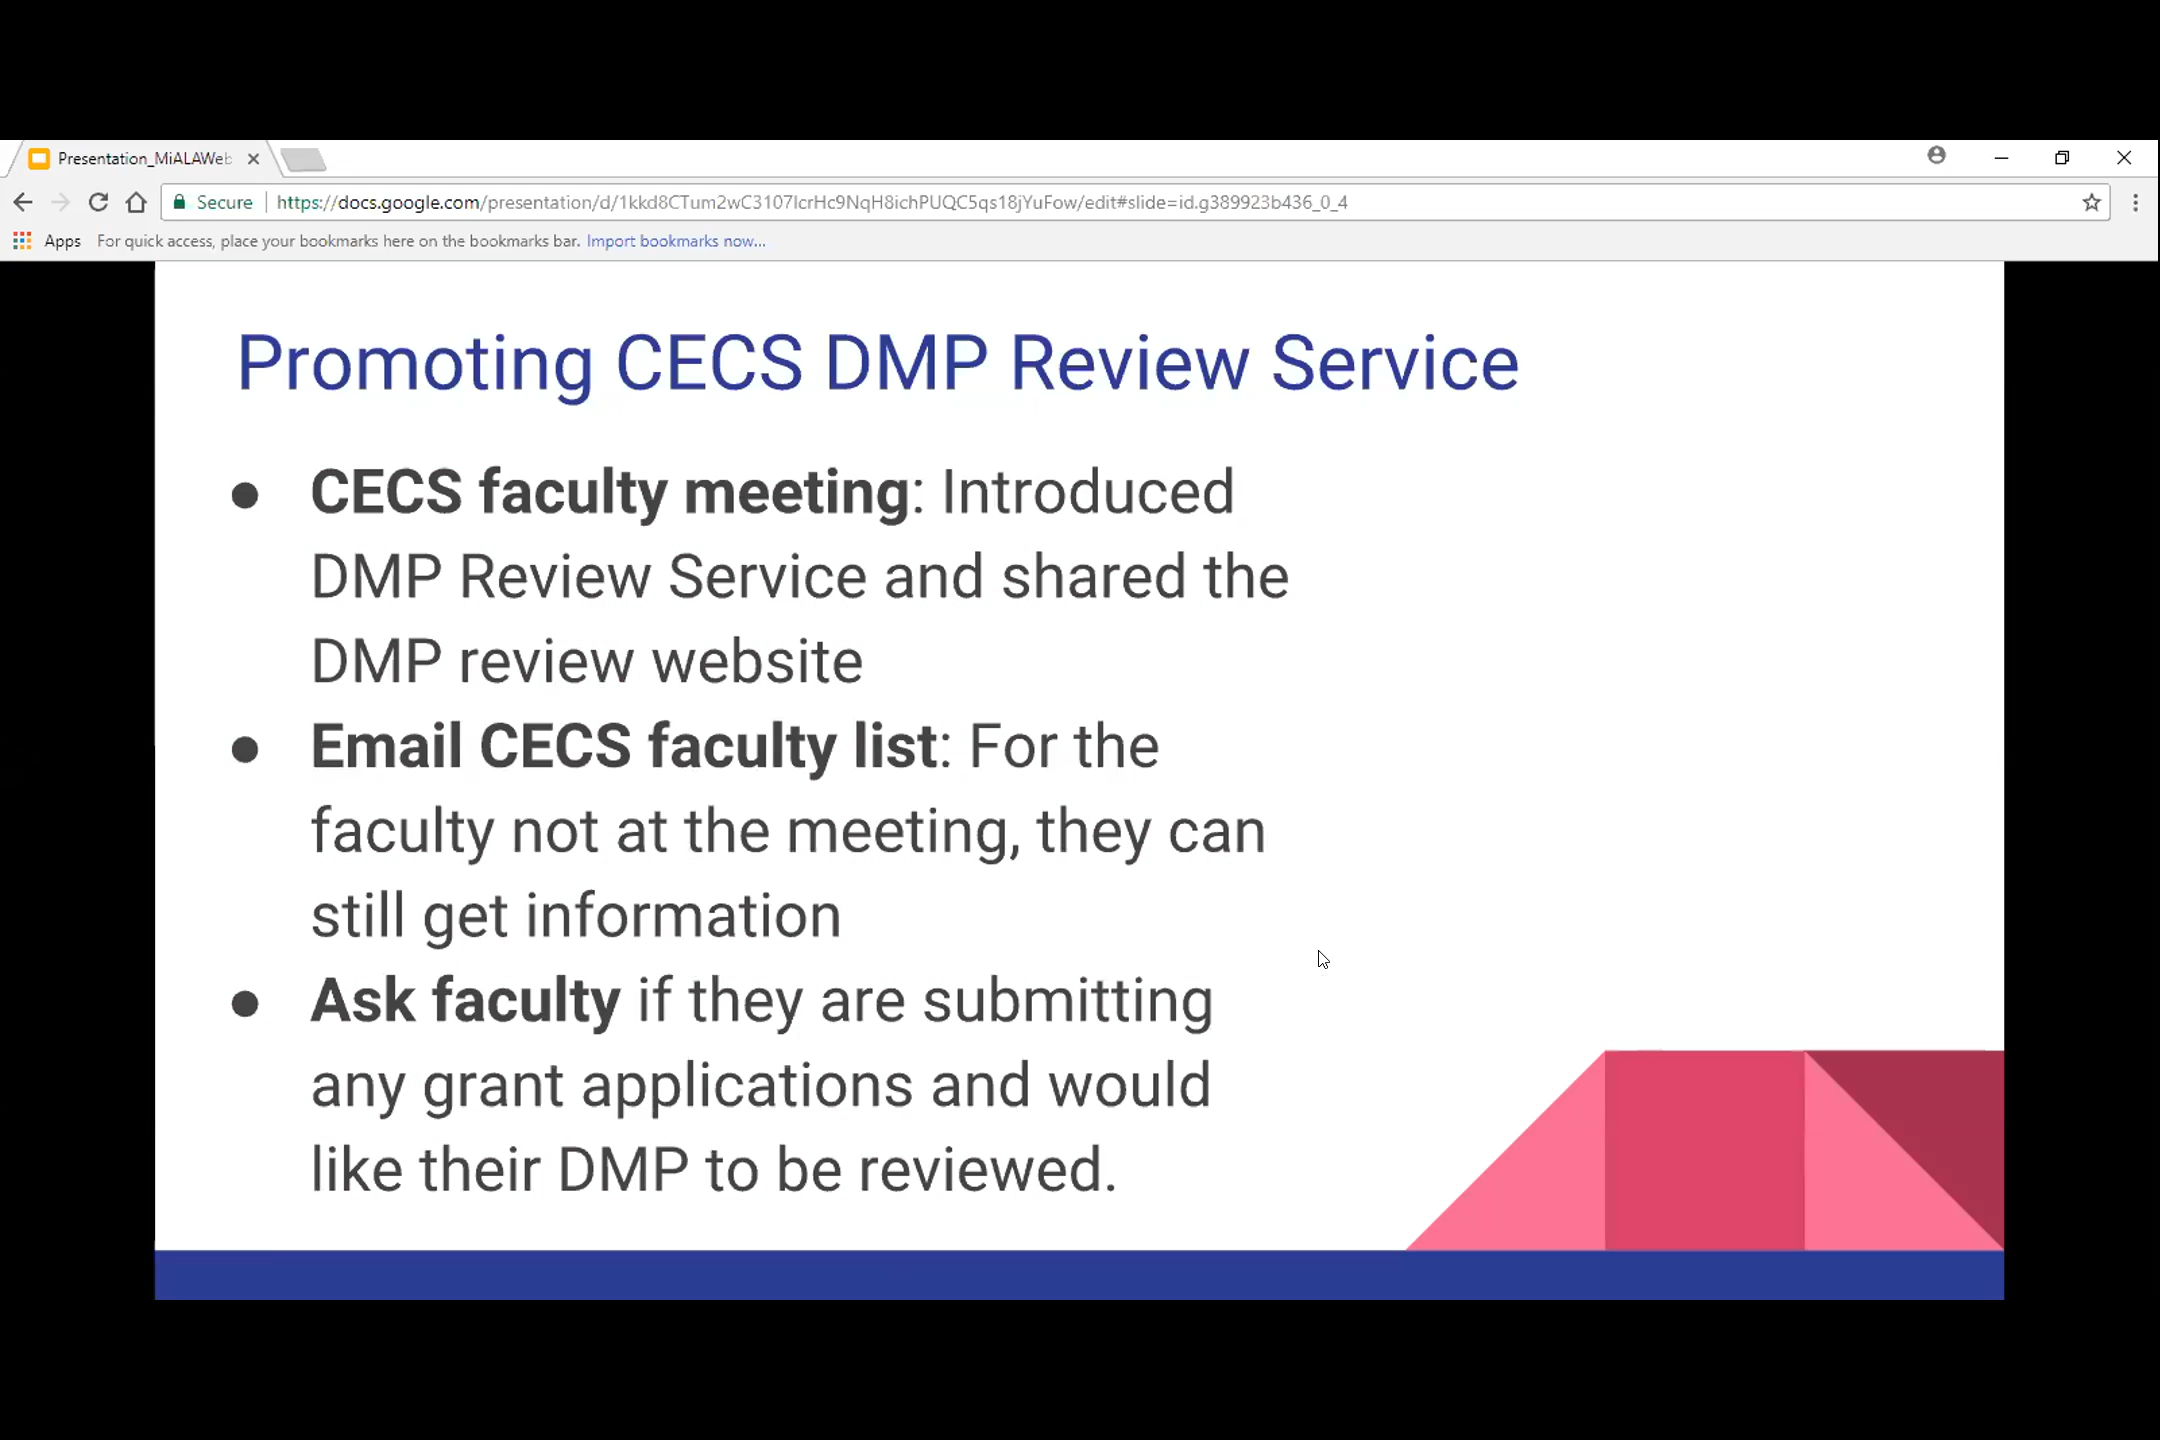 Presentation_MiALAWeb
Secure
https://docs.google.com/presentation/d/1kkd8CTum2wC3107IcrHc9NqH8ichPUQC5qs18jYuFow/edit#slide=id.g389923b436_0_4
Apps For quick access, place your bookmarks here on the bookmarks bar. Import bookmarks now...
Promoting CECS DMP Review Service
● CECS faculty meeting: Introduced
DMP Review Service and shared the
DMP review website
● Email CECS faculty list: For the
faculty not at the meeting, they can
still get information
● Ask faculty if they are submitting
any grant applications and would
like their DMP to be reviewed.